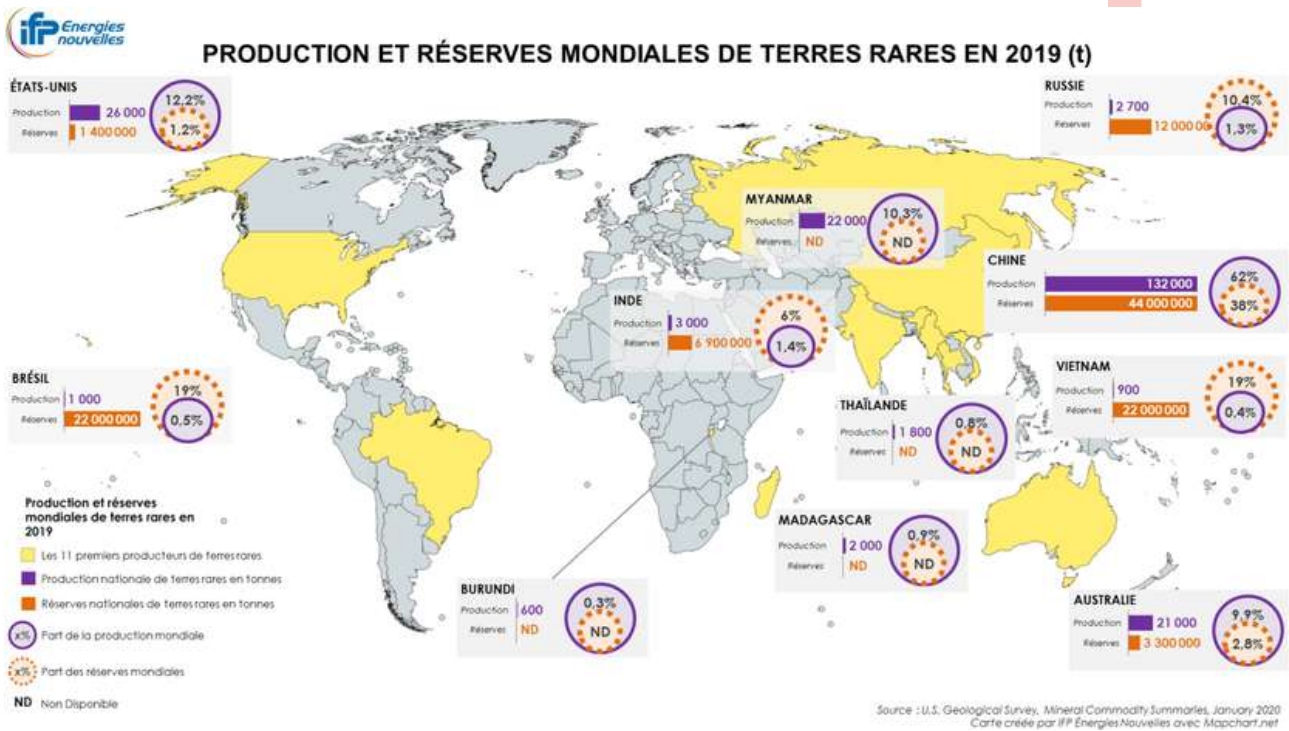 ifp Energies
nouvelles
PRODUCTION ET RÉSERVES MONDIALES DE TERRES RARES EN 2019 (t)
ÉTATS-UNIS
Production 26 000
Réserves 1 400 000
12,2%
1,2%
RUSSIE
Production 2 700
Réserves 12 000 00
10,4%
1,3%
MYANMAR
Production 22 000
Réserves ND
10,3%
ND
CHINE
Production 132 000
Réserves 44 000 000
62%
38%
INDE
Production 3 000
Réserves 6 900 000
6%
1,4%
BRÉSIL
Production 1 000
Réserves 22 000 000
19%
0,5%
VIETNAM
Production 900
Réserves 22 000 000
19%
0,4%
THAÏLANDE
Production 1 800
Réserves ND
0,8%
ND
MADAGASCAR
Production 2 000
Réserves ND
0,9%
ND
BURUNDI
Production 600
Réserves ND
0,3%
ND
AUSTRALIE
Production 21 000
Réserves 3 300 000
9,9%
2,8%
Production et réserves
mondiales de terres rares en
2019
Les 11 premiers producteurs de terres rares
Production nationale de terres rares en tonnes
Réserves nationales de terres rares en tonnes
x% Part de la production mondiale
x% Part des réserves mondiales
ND Non Disponible
Source : U.S. Geological Survey, Mineral Commodity Summaries, January 2020
Carte créée par IFP Énergies Nouvelles avec Mapchart.net